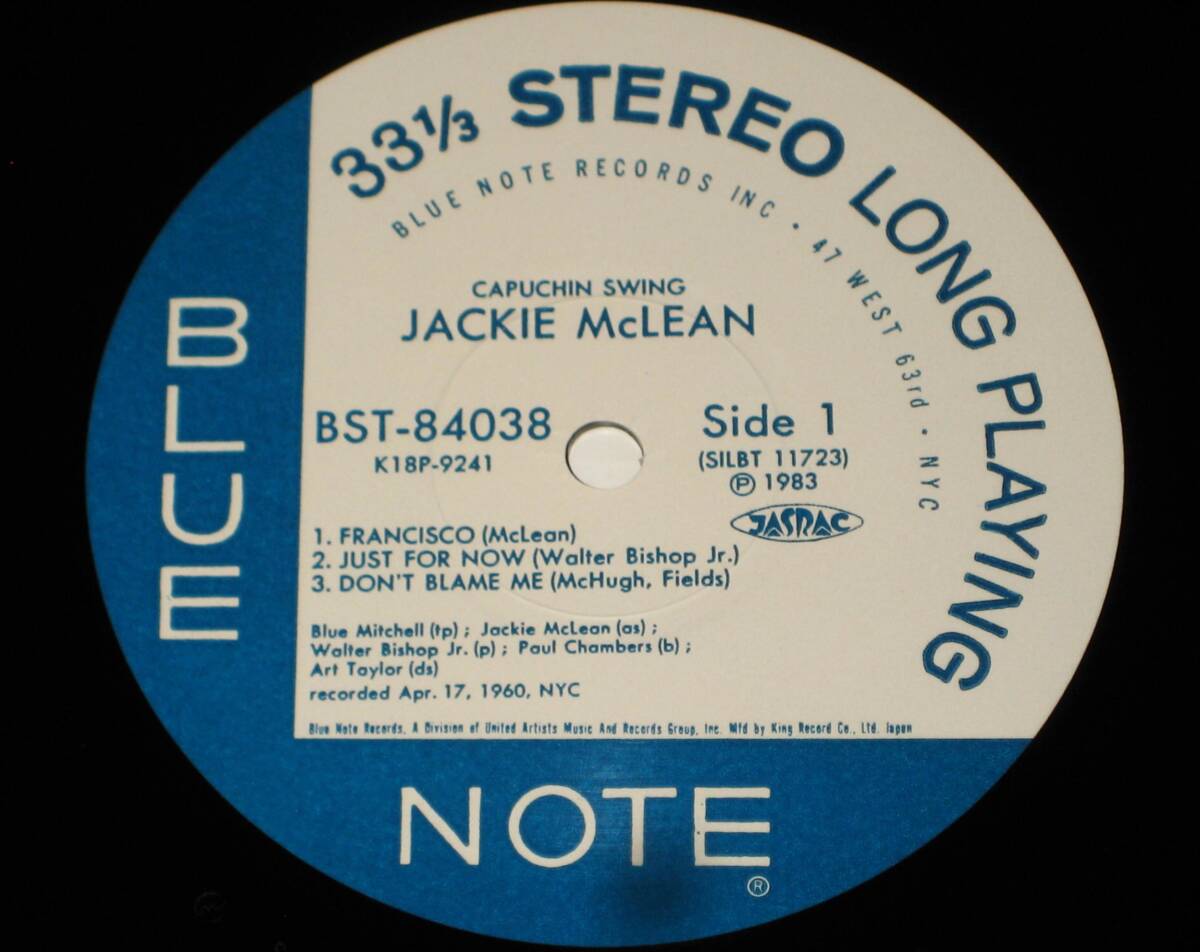 33⅓ STEREO LONG PLAYING
BLUE NOTE RECORDS INC · 47 WEST 63rd · NYC
CAPUCHIN SWING
JACKIE McLEAN
BST-84038
K18P-9241
Side 1
(SILBT 11723)
Ⓟ 1983
JASRAC
1. FRANCISCO (McLean)
2. JUST FOR NOW (Walter Bishop Jr.)
3. DON'T BLAME ME (McHugh, Fields)
Blue Mitchell (tp) ; Jackie McLean (as) ;
Walter Bishop Jr. (p) ; Paul Chambers (b) ;
Art Taylor (ds)
recorded Apr. 17, 1960, NYC
Blue Note Records, A Division of United Artists Music And Records Group, Inc. Mfd by King Record Co., Ltd. Japan
BLUE
NOTE
®